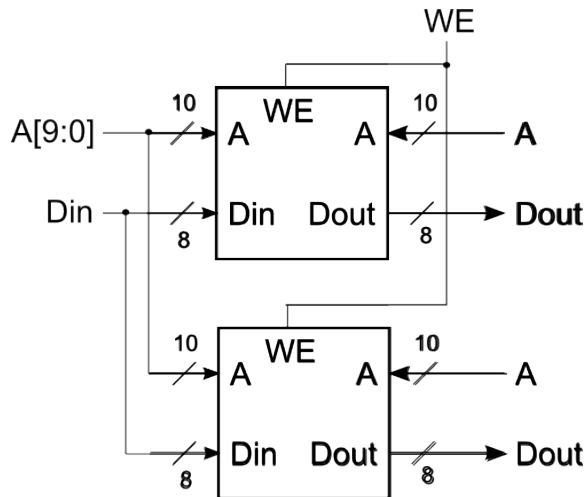 WE
10 WE 10
A[9:0] A A A
Din Din Dout Dout
8 8
10 WE 10
A A A
Din Dout Dout
8 8